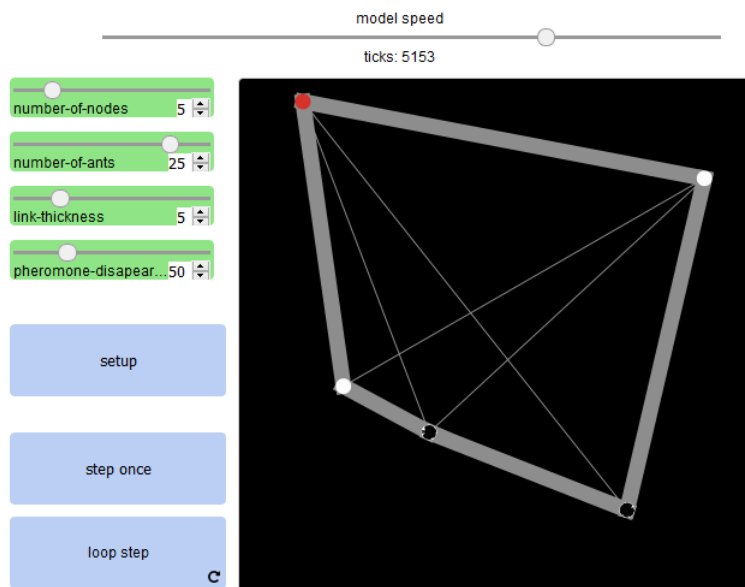 model speed
ticks: 5153
number-of-nodes 5
number-of-ants 25
link-thickness 5
pheromone-disapear... 50
setup
step once
loop step